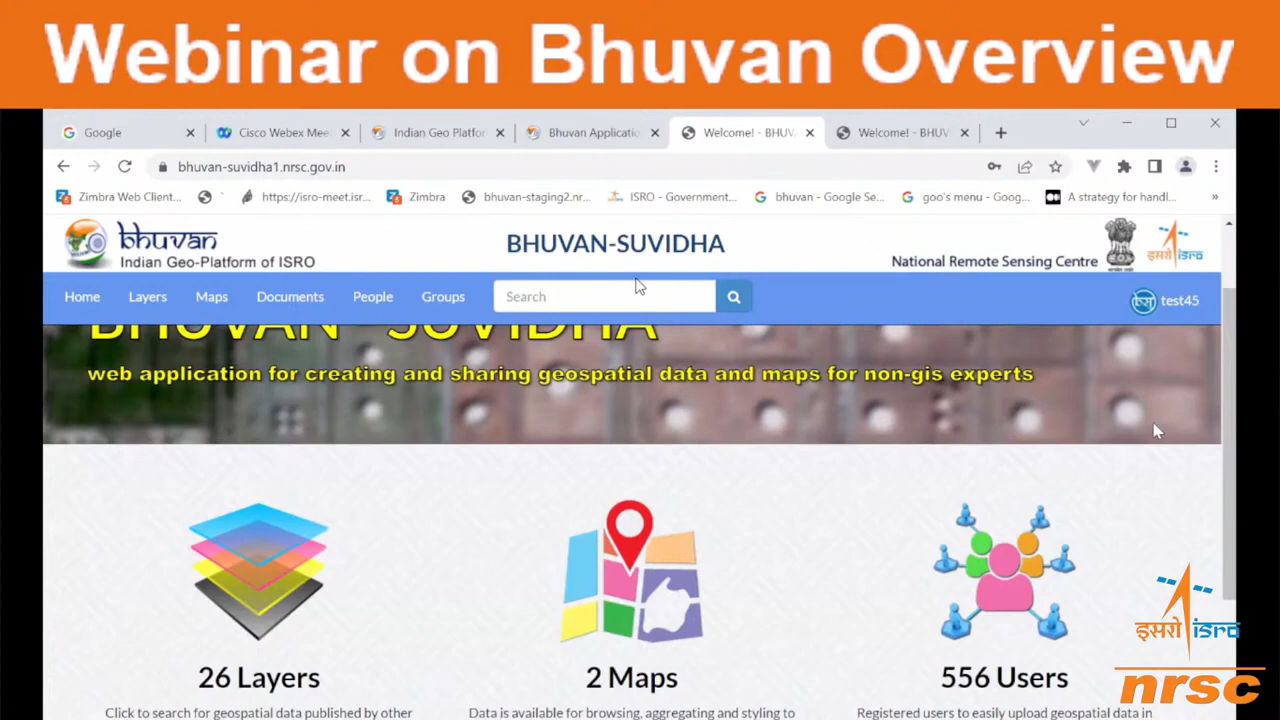 Webinar on Bhuvan Overview
Google
Cisco Webex Mee
Indian Geo Platfor
Bhuvan Applicatio
Welcome! - BHUV
Welcome! - BHUV
bhuvan-suvidha1.nrsc.gov.in
Zimbra Web Client...
https://isro-meet.isr...
Zimbra
bhuvan-staging2.nr...
ISRO - Government...
bhuvan - Google Se...
goo's menu - Goog...
A strategy for handl...
bhuvan
Indian Geo-Platform of ISRO
BHUVAN-SUVIDHA
National Remote Sensing Centre
इसरो isro
Home
Layers
Maps
Documents
People
Groups
Search
test45
BHUVAN - SUVIDHA
web application for creating and sharing geospatial data and maps for non-gis experts
26 Layers
2 Maps
556 Users
Click to search for geospatial data published by other
Data is available for browsing, aggregating and styling to
Registered users to easily upload geospatial data in
इसरो isro
nrsc